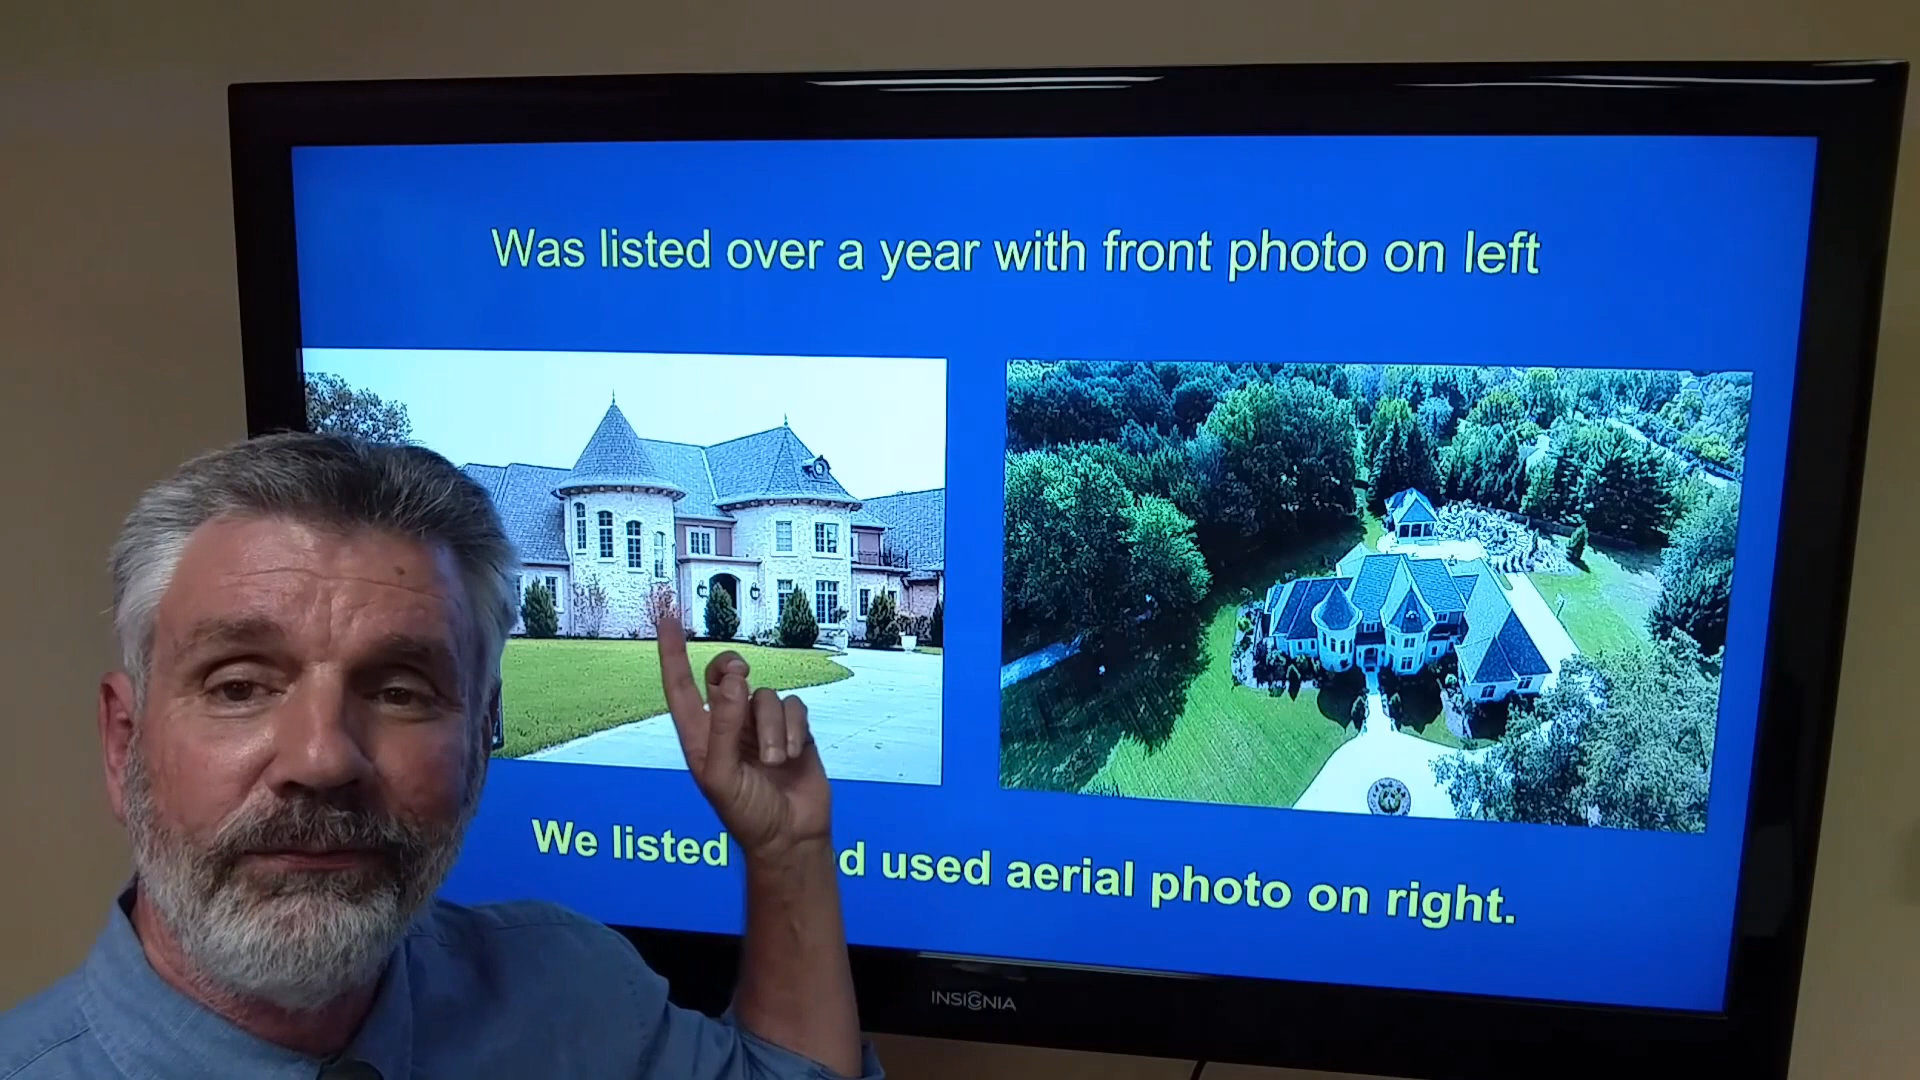 Was listed over a year with front photo on left
We listed d used aerial photo on right.
INSIGNIA